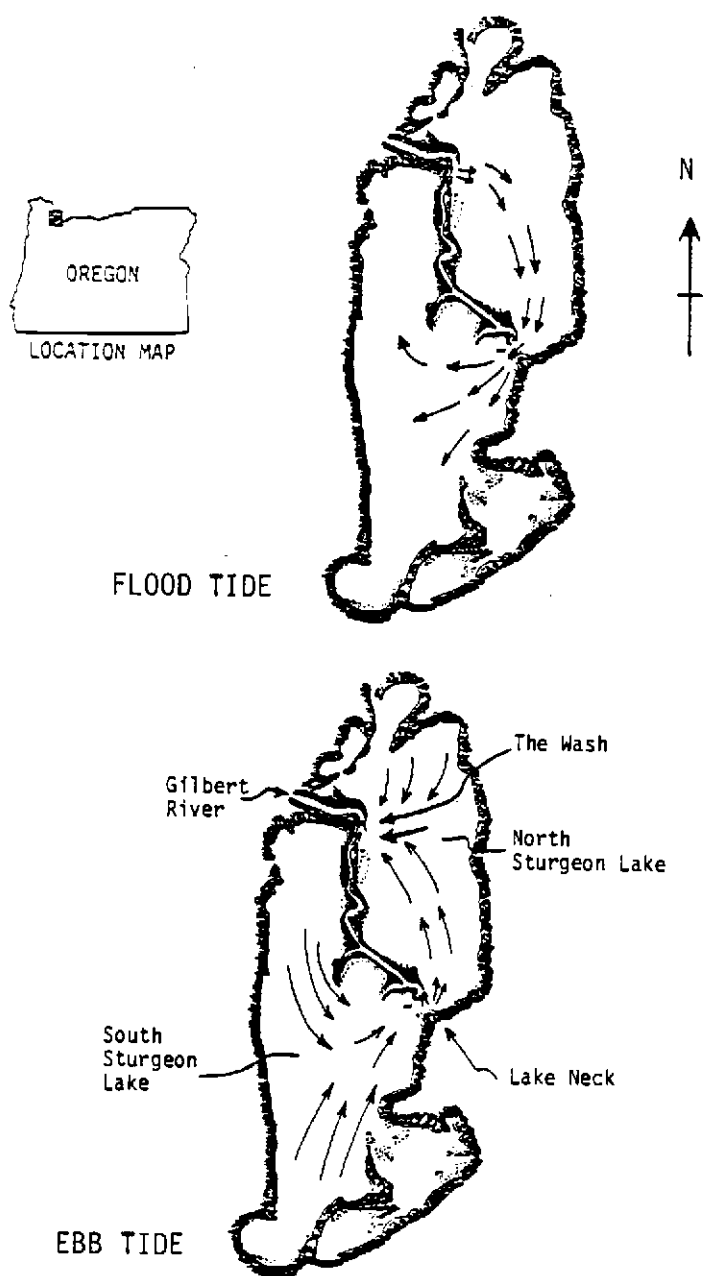 N
OREGON
LOCATION MAP
FLOOD TIDE
The Wash
Gilbert
River
North
Sturgeon Lake
South
Sturgeon
Lake
Lake Neck
EBB TIDE